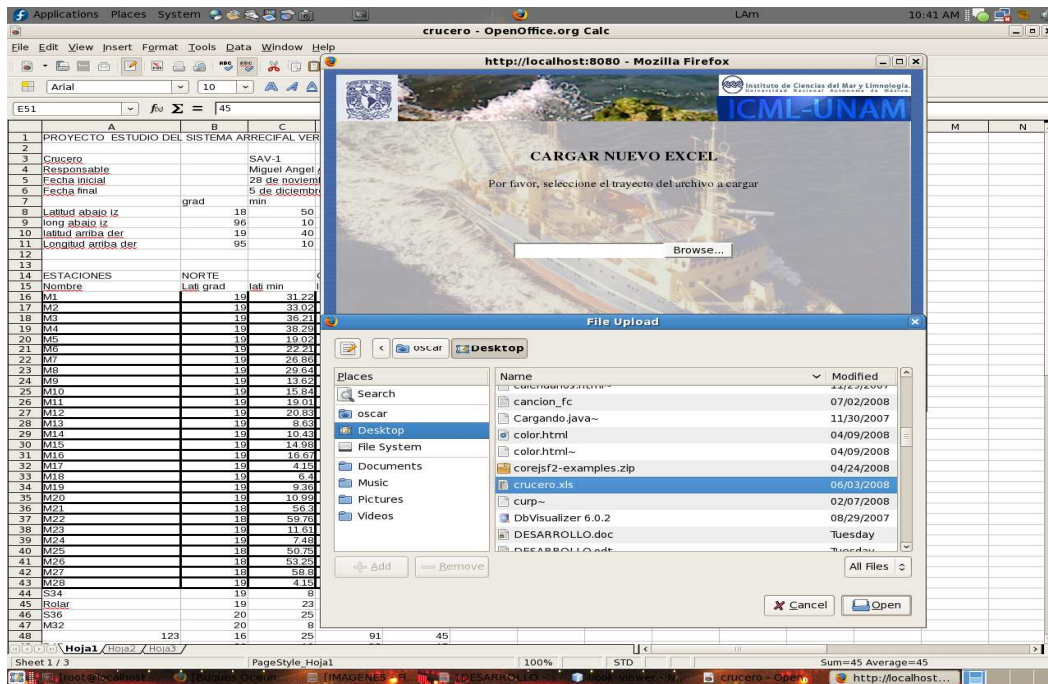 Applications Places System
LAm
10:41 AM
crucero - OpenOffice.org Calc
File Edit View Insert Format Tools Data Window Help
Arial 10
E51 f(x) Σ = 45
A B C M N
1 PROYECTO ESTUDIO DEL SISTEMA ARRECIFAL VER
2
3 Crucero SAV-1
4 Responsable Miguel Angel
5 Fecha inicial 28 de noviem
6 Fecha final 5 de diciembr
7 grad min
8 Latitud abajo iz 18 50
9 long abajo iz 96 10
10 latitud arriba der 19 40
11 Longitud arriba der 95 10
12
13
14 ESTACIONES NORTE
15 Nombre Lati grad lati min
16 M1 19 31.22
17 M2 19 33.02
18 M3 19 36.21
19 M4 19 38.29
20 M5 19 19.02
21 M6 19 22.21
22 M7 19 26.86
23 M8 19 29.64
24 M9 19 13.62
25 M10 19 15.84
26 M11 19 19.01
27 M12 19 20.83
28 M13 19 8.63
29 M14 19 10.43
30 M15 19 14.98
31 M16 19 16.67
32 M17 19 4.15
33 M18 19 6.4
34 M19 19 9.36
35 M20 19 10.99
36 M21 18 56.3
37 M22 18 59.76
38 M23 19 11.61
39 M24 19 7.48
40 M25 18 50.75
41 M26 18 53.25
42 M27 18 58.8
43 M28 19 4.15
44 S34 19 8
45 Rolar 19 23
46 S36 20 25
47 M32 20 8
48 123 16 25 91 45
Hoja1 Hoja2 Hoja3
Sheet 1 / 3 PageStyle_Hoja1 100% STD Sum=45 Average=45
http://localhost:8080 - Mozilla Firefox
Instituto de Ciencias del Mar y Limnología.
Universidad Nacional Autónoma de México.
ICML-UNAM
CARGAR NUEVO EXCEL
Por favor, seleccione el trayecto del archivo a cargar
Browse...
File Upload
oscar Desktop
Places
Search
oscar
Desktop
File System
Documents
Music
Pictures
Videos
Add Remove
Name Modified
calendarios.html~ 11/29/2007
cancion_fc 07/02/2008
Cargando.java~ 11/30/2007
color.html 04/09/2008
color.html~ 04/09/2008
corejsf2-examples.zip 04/24/2008
crucero.xls 06/03/2008
curp~ 02/07/2008
DbVisualizer 6.0.2 08/29/2007
DESARROLLO.doc Tuesday
DESARROLLO.odt Tuesday
All Files
Cancel Open
[root@localhost [Buques Ocean [IMAGENES [DESARROLLO book-viewer crucero - Open http://localhost...